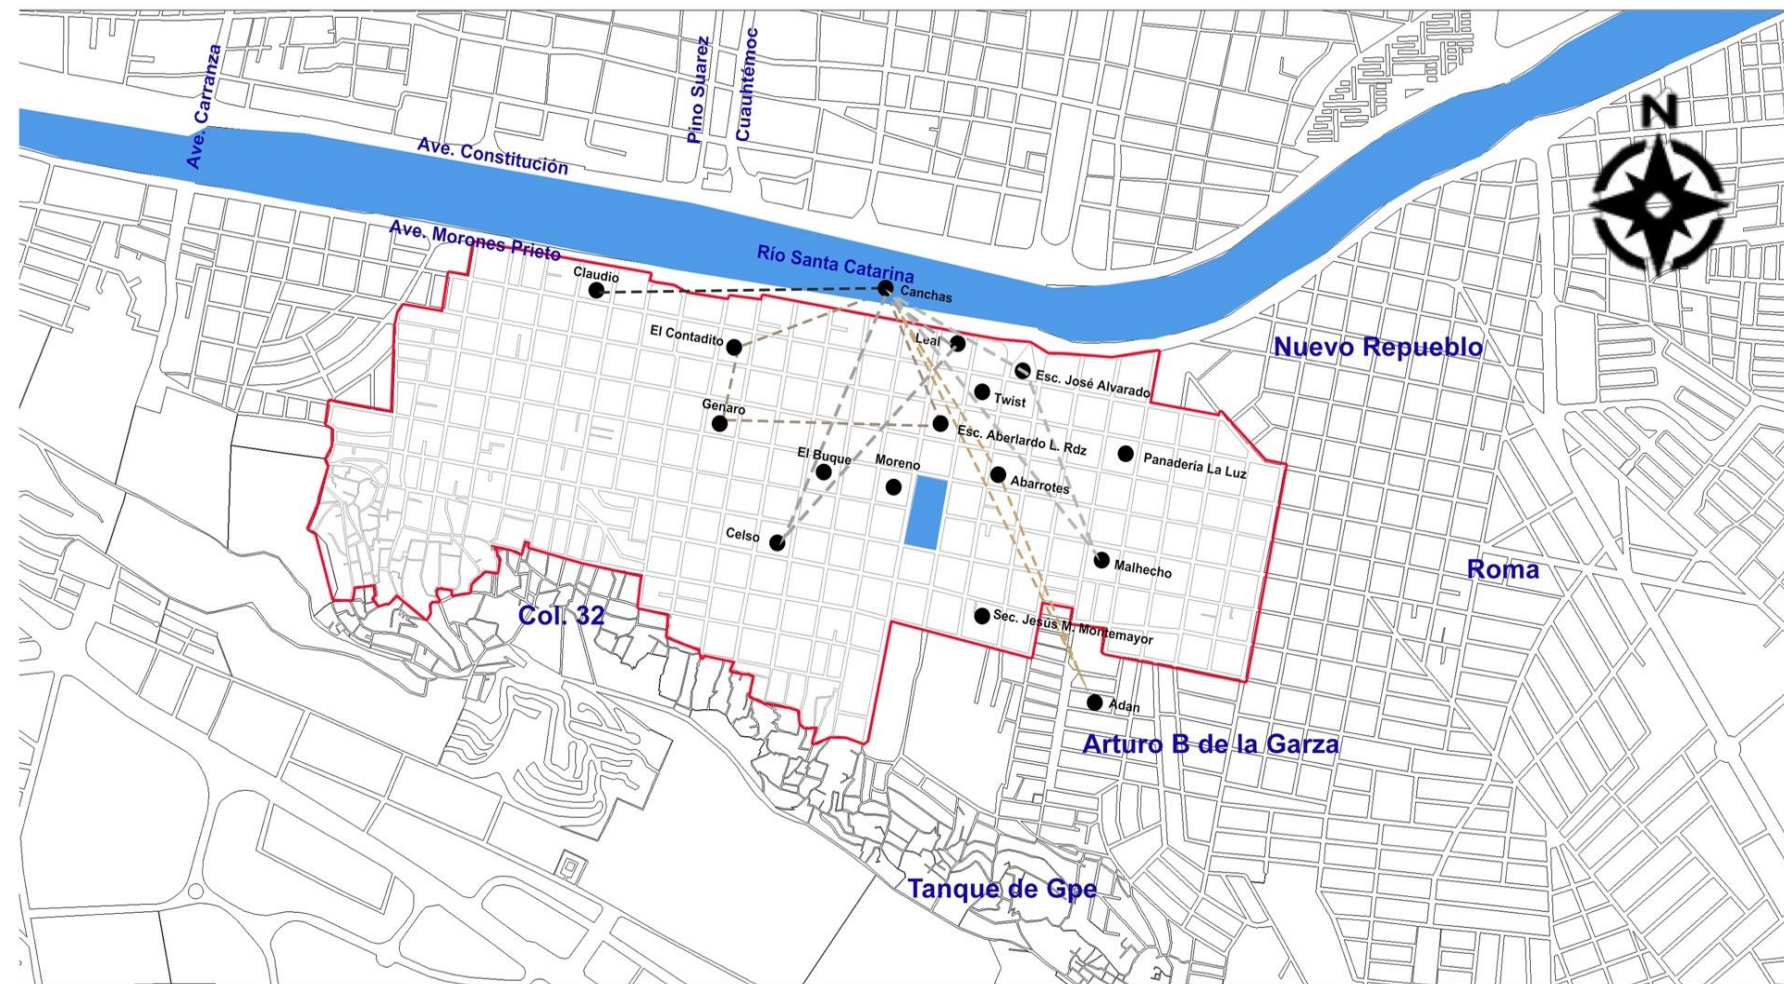 Ave. Carranza
Pino Suarez
Cuauhtémoc
N
Ave. Constitución
Ave. Morones Prieto
Río Santa Catarina
Claudio
Canchas
El Contadito
Leal
Nuevo Repueblo
Esc. José Alvarado
Twist
Genaro
Esc. Aberlardo L. Rdz
El Buque
Moreno
Panadería La Luz
Abarrotes
Celso
Malhecho
Roma
Col. 32
Sec. Jesús M. Montemayor
Adan
Arturo B de la Garza
Tanque de Gpe